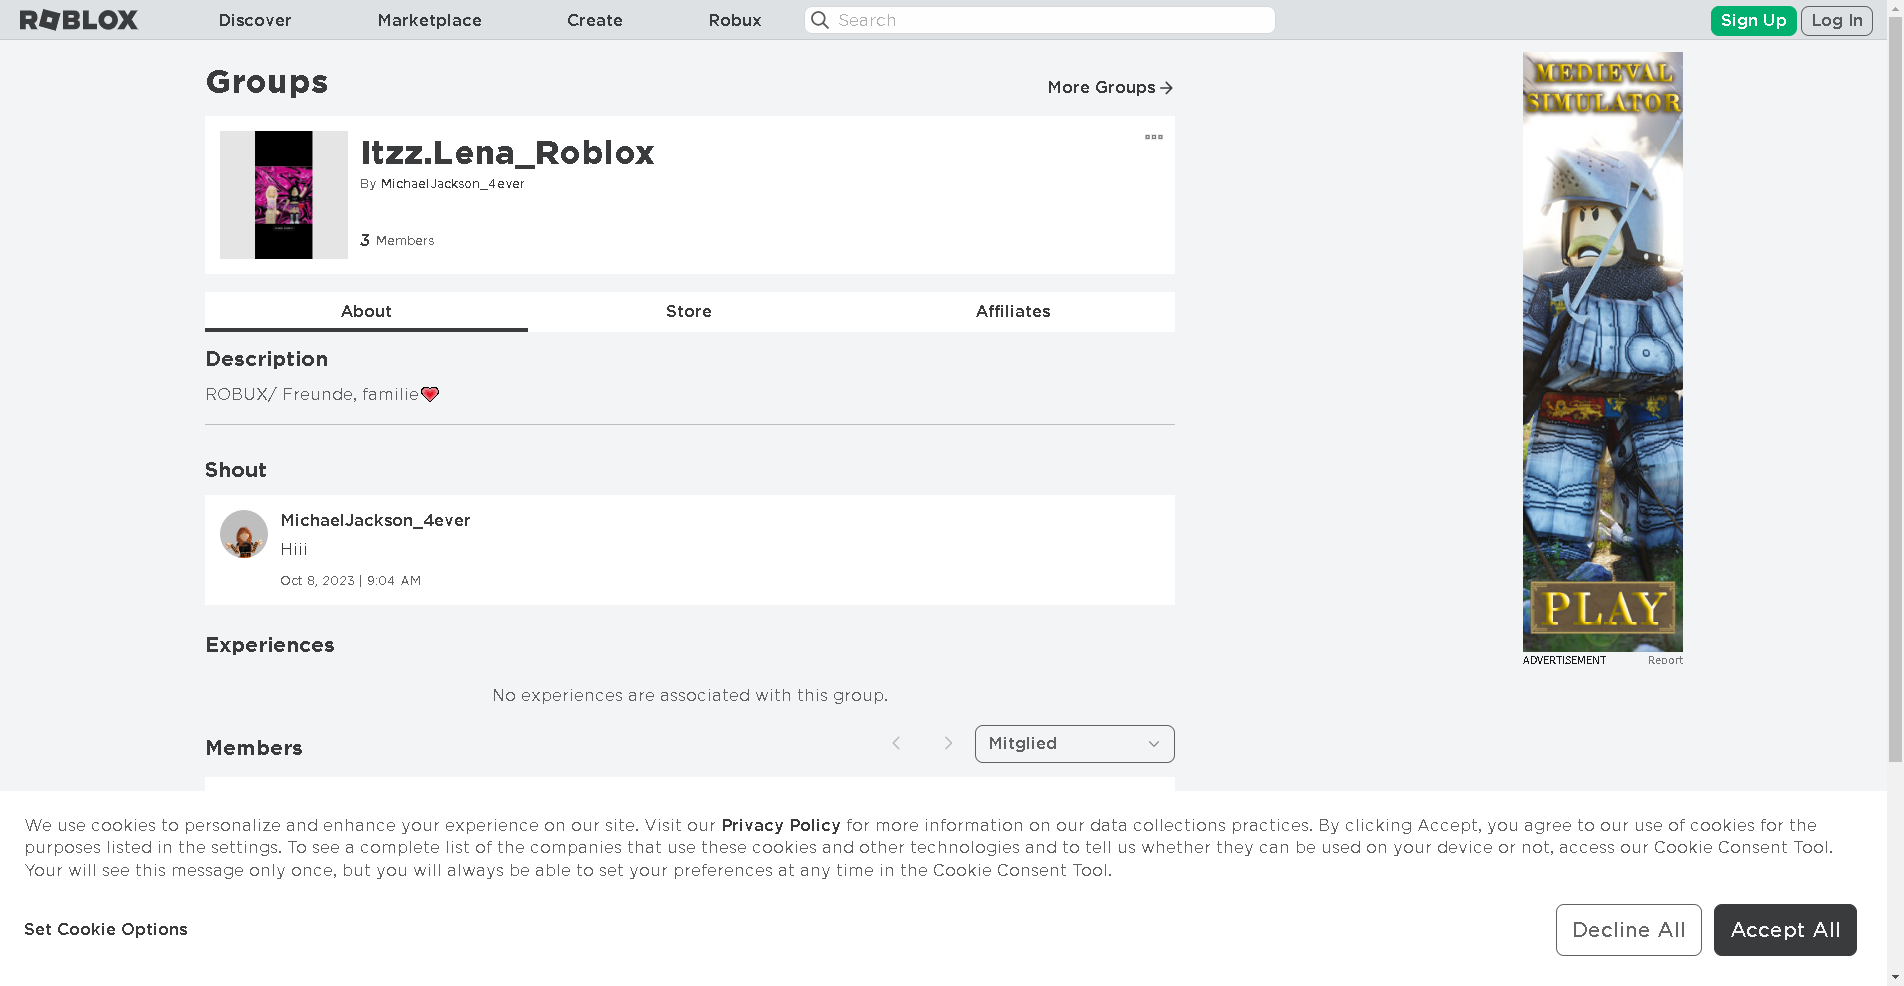 ROBLOX
Discover
Marketplace
Create
Robux
Search
Sign Up
Log In
Groups
More Groups
Itzz.Lena_Roblox
By MichaelJackson_4ever
3 Members
About
Store
Affiliates
Description
ROBUX/ Freunde, familie
Shout
MichaelJackson_4ever
Hiii
Oct 8, 2023 | 9:04 AM
Experiences
No experiences are associated with this group.
Members
Mitglied
MEDIEVAL
SIMULATOR
PLAY
ADVERTISEMENT
Report
We use cookies to personalize and enhance your experience on our site. Visit our Privacy Policy for more information on our data collections practices. By clicking Accept, you agree to our use of cookies for the
purposes listed in the settings. To see a complete list of the companies that use these cookies and other technologies and to tell us whether they can be used on your device or not, access our Cookie Consent Tool.
Your will see this message only once, but you will always be able to set your preferences at any time in the Cookie Consent Tool.
Set Cookie Options
Decline All
Accept All